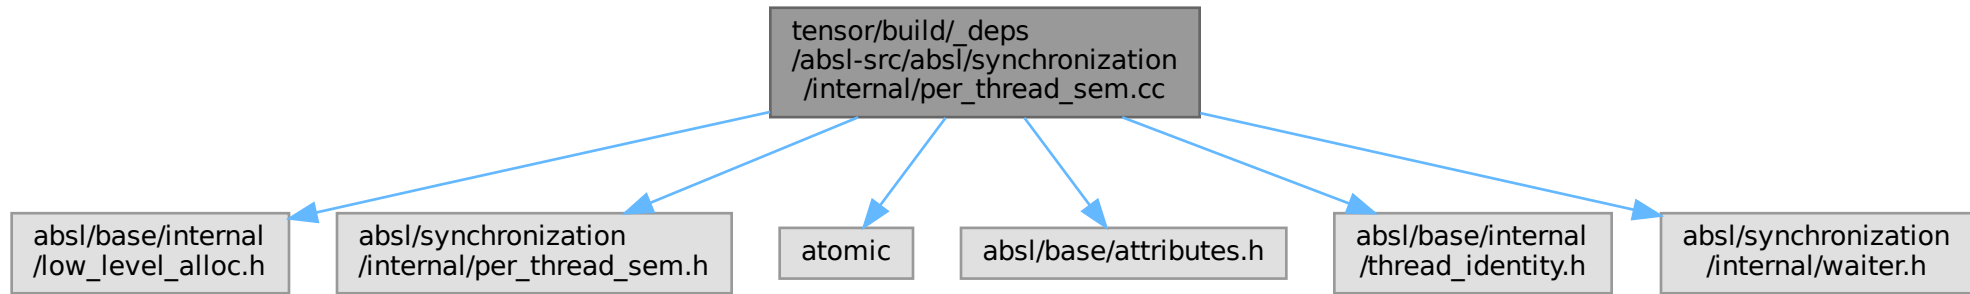 tensor/build/_deps
/absl-src/absl/synchronization
/internal/per_thread_sem.cc
absl/base/internal
/low_level_alloc.h
absl/synchronization
/internal/per_thread_sem.h
atomic
absl/base/attributes.h
absl/base/internal
/thread_identity.h
absl/synchronization
/internal/waiter.h